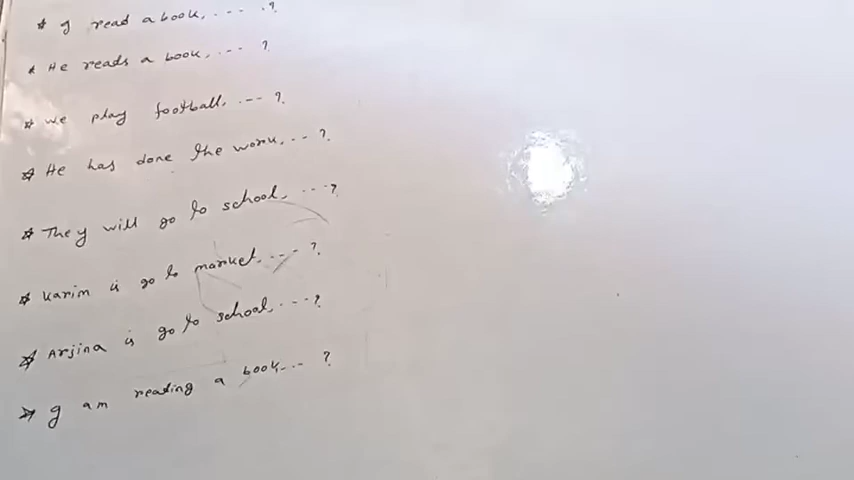 * I read a book, .... ?
* He reads a book, .... ?
* We play football, .... ?
* He has done the work, ... ?
* They will go to school, .... ?
* Karim is go to market, .... ?
* Arjina is go to school, .... ?
* I am reading a book, ... ?